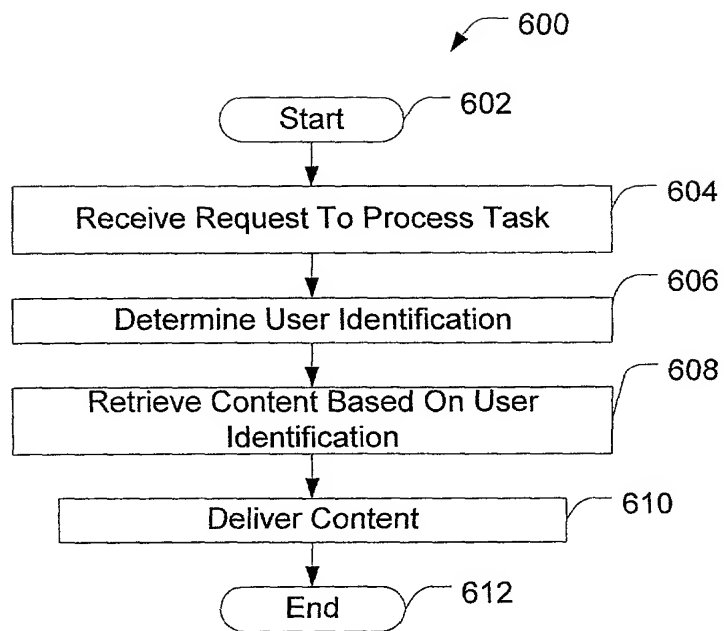 600
Start
602
Receive Request To Process Task
604
Determine User Identification
606
Retrieve Content Based On User
Identification
608
Deliver Content
610
End
612